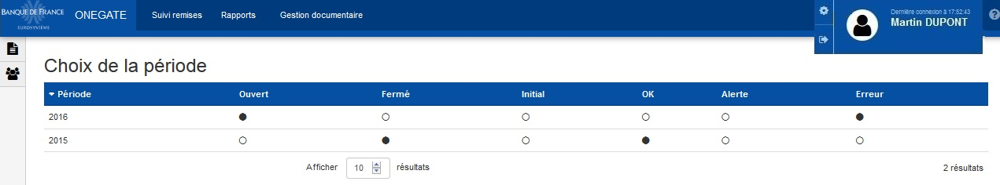 BANQUE DE FRANCE
EUROSYSTÈME
ONEGATE
Suivi remises
Rapports
Gestion documentaire
Dernière connexion à 17:52:43
Martin DUPONT
Choix de la période
Période Ouvert Fermé Initial OK Alerte Erreur
2016
2015
Afficher 10 résultats
2 résultats